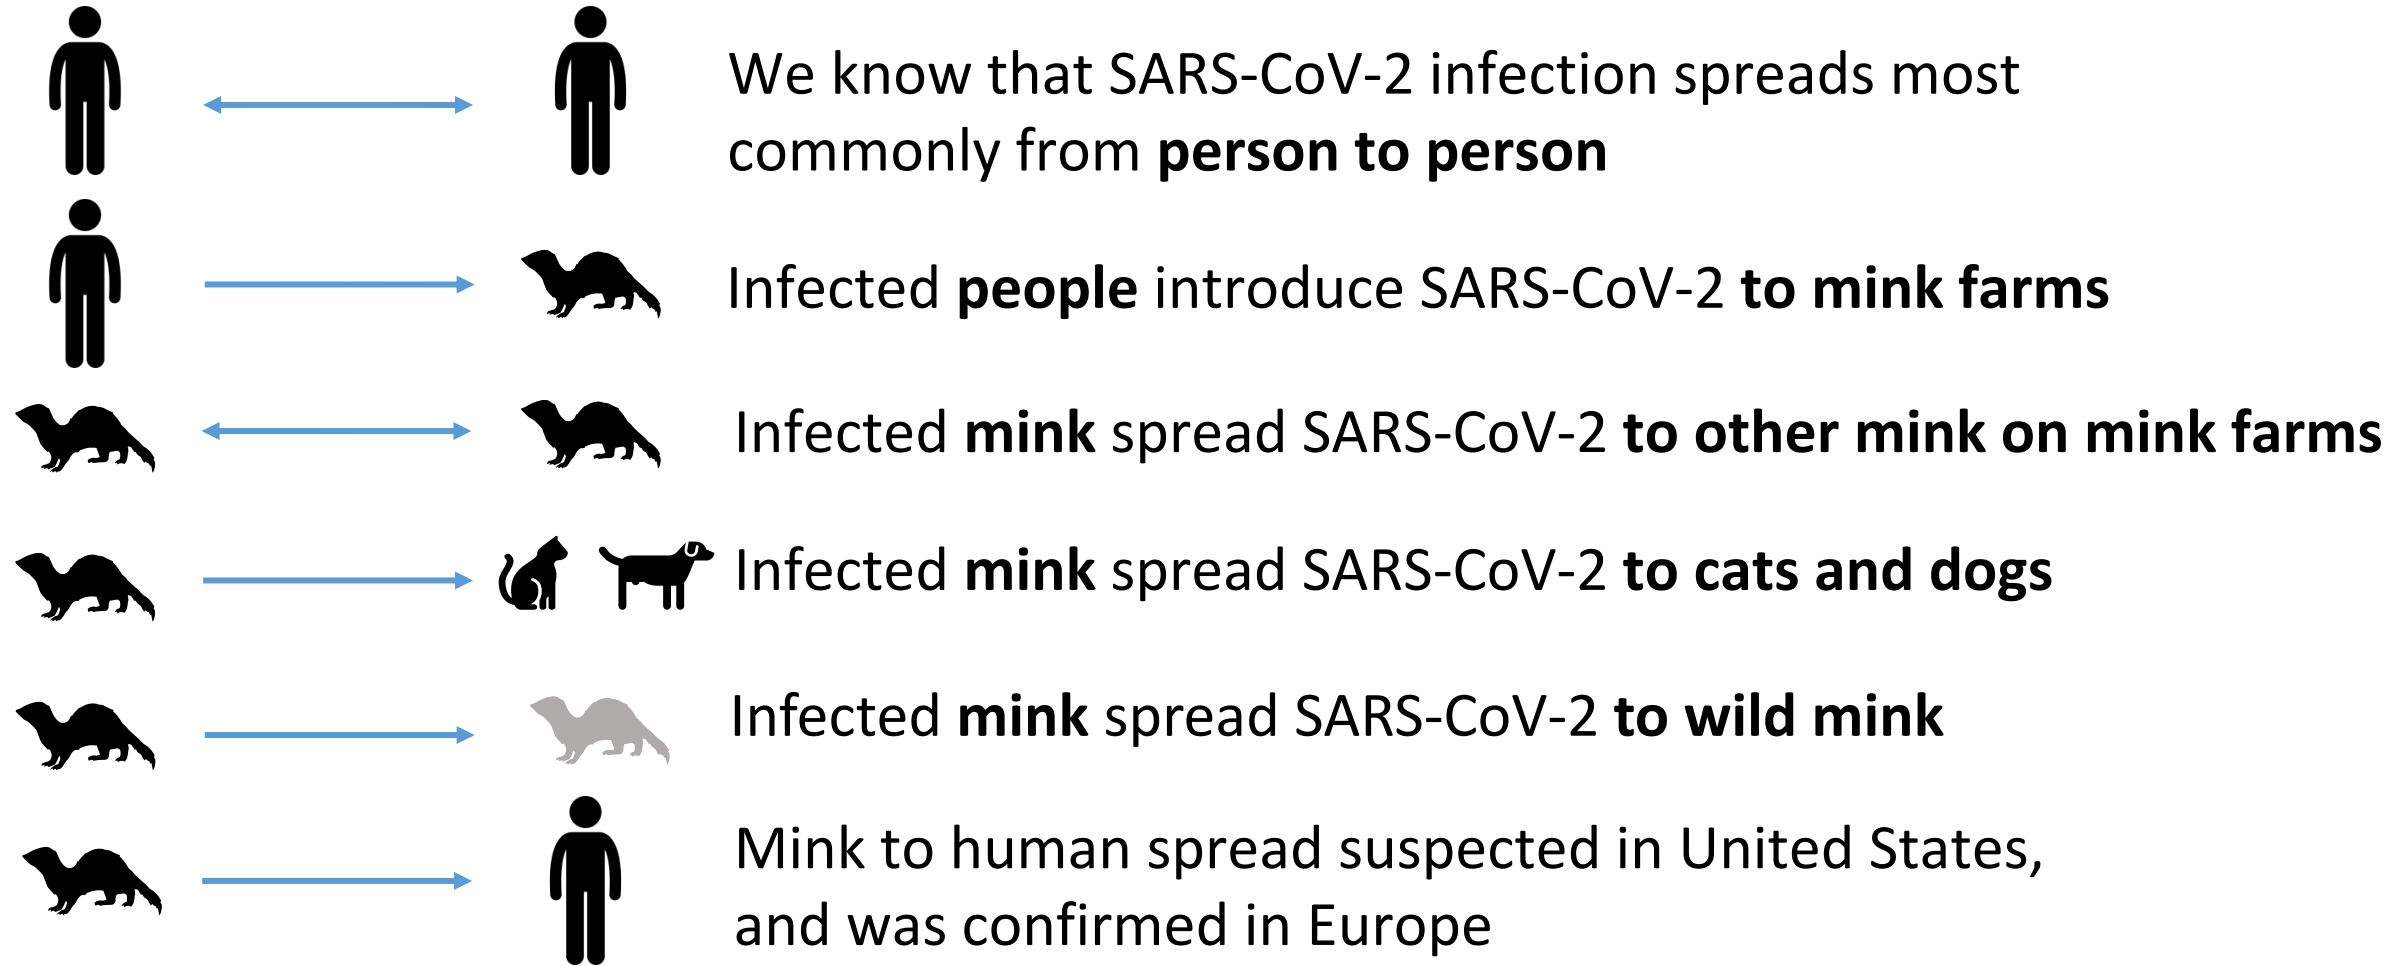 We know that SARS-CoV-2 infection spreads most
commonly from person to person
Infected people introduce SARS-CoV-2 to mink farms
Infected mink spread SARS-CoV-2 to other mink on mink farms
Infected mink spread SARS-CoV-2 to cats and dogs
Infected mink spread SARS-CoV-2 to wild mink
Mink to human spread suspected in United States,
and was confirmed in Europe